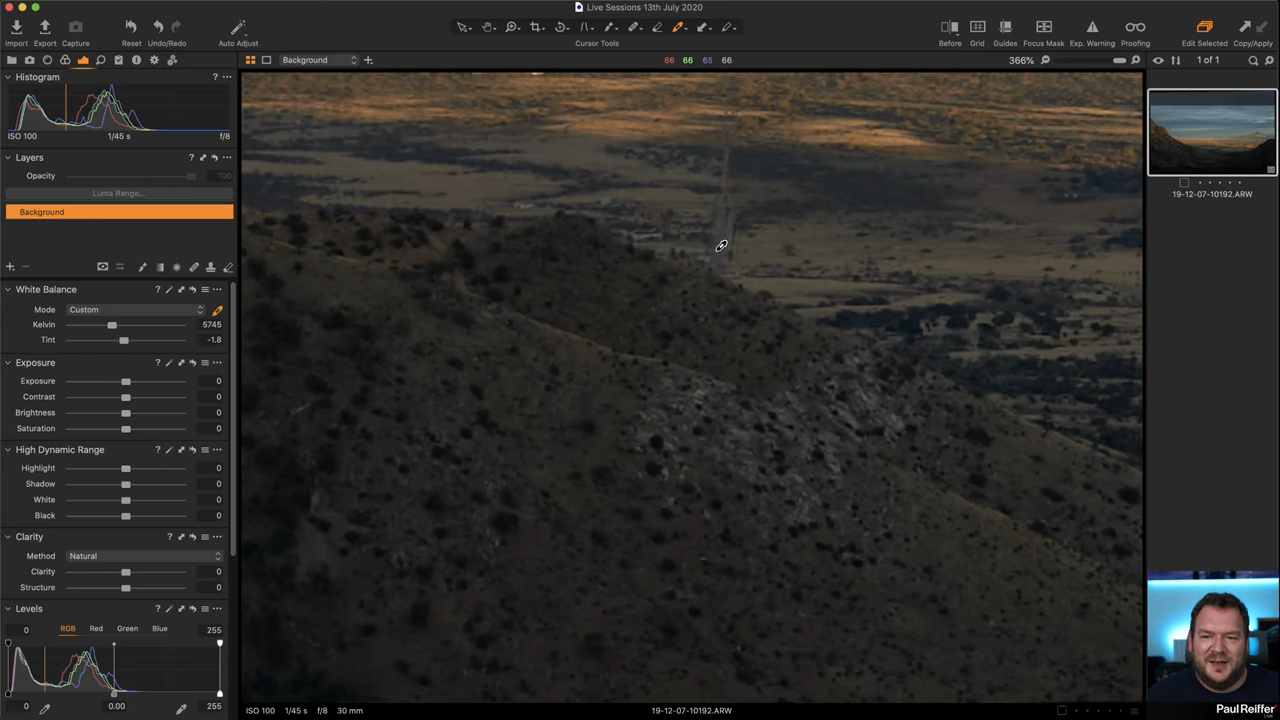 Live Sessions 13th July 2020
Import Export Capture Reset Undo/Redo Auto Adjust Cursor Tools Before Grid Guides Focus Mask Exp. Warning Proofing Edit Selected Copy/Apply
Background 66 66 65 66 366% 1 of 1
Histogram
ISO 100 1/45 s f/8
Layers
Opacity 100
Luma Range...
Background
White Balance
Mode Custom
Kelvin 5745
Tint -1.8
Exposure
Exposure 0
Contrast 0
Brightness 0
Saturation 0
High Dynamic Range
Highlight 0
Shadow 0
White 0
Black 0
Clarity
Method Natural
Clarity 0
Structure 0
Levels
0 RGB Red Green Blue 255
0 0.00 255
ISO 100 1/45 s f/8 30 mm 19-12-07-10192.ARW
19-12-07-10192.ARW
Paul Reiffer
Live